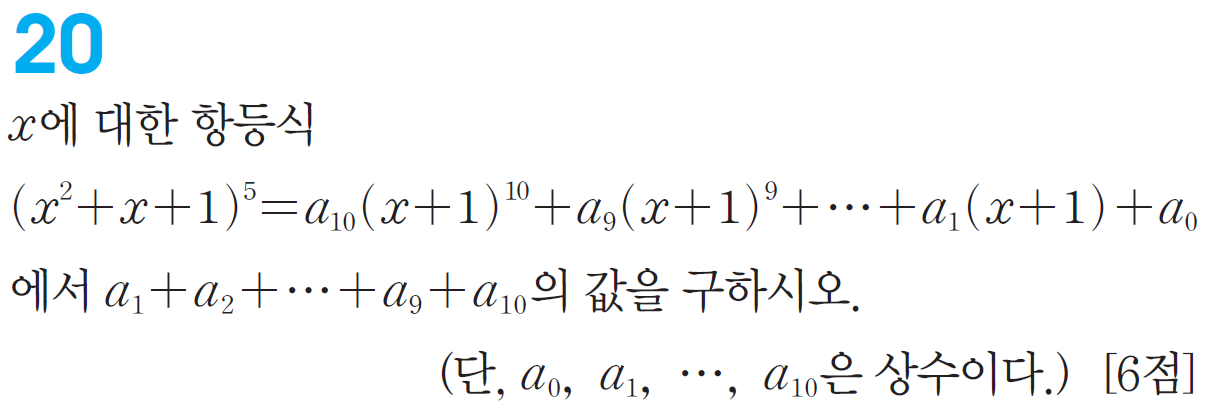 20
x에 대한 항등식
(x²+x+1)⁵=a₁₀(x+1)¹⁰+a₉(x+1)⁹+⋯+a₁(x+1)+a₀
에서 a₁+a₂+⋯+a₉+a₁₀의 값을 구하시오.
(단, a₀, a₁, ⋯, a₁₀은 상수이다.) [6점]